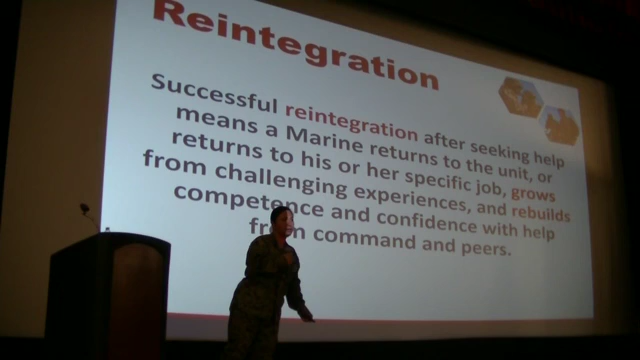 Reintegration
Successful reintegration after seeking help
means a Marine returns to the unit, or
returns to his or her specific job, grows
from challenging experiences, and rebuilds
competence and confidence with help
from command and peers.